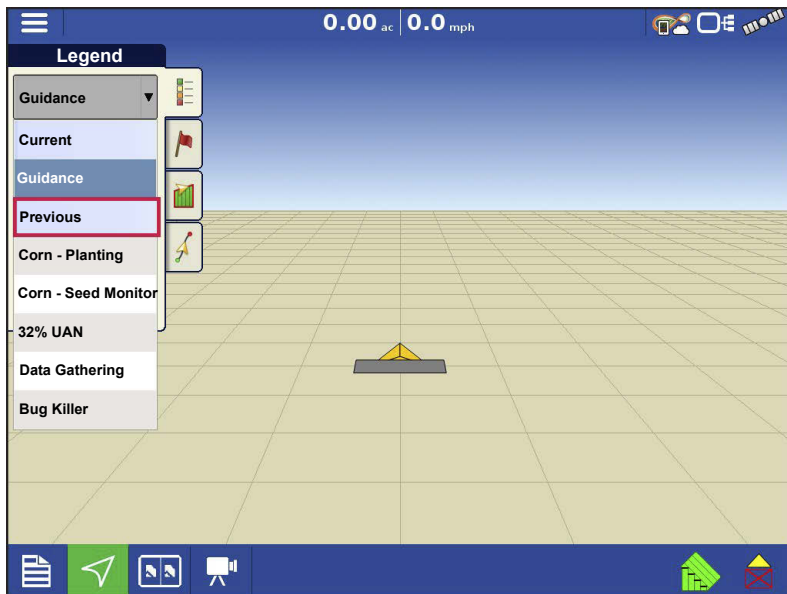 0.00 ac 0.0 mph
Legend
Guidance
Current
Guidance
Previous
Corn - Planting
Corn - Seed Monitor
32% UAN
Data Gathering
Bug Killer